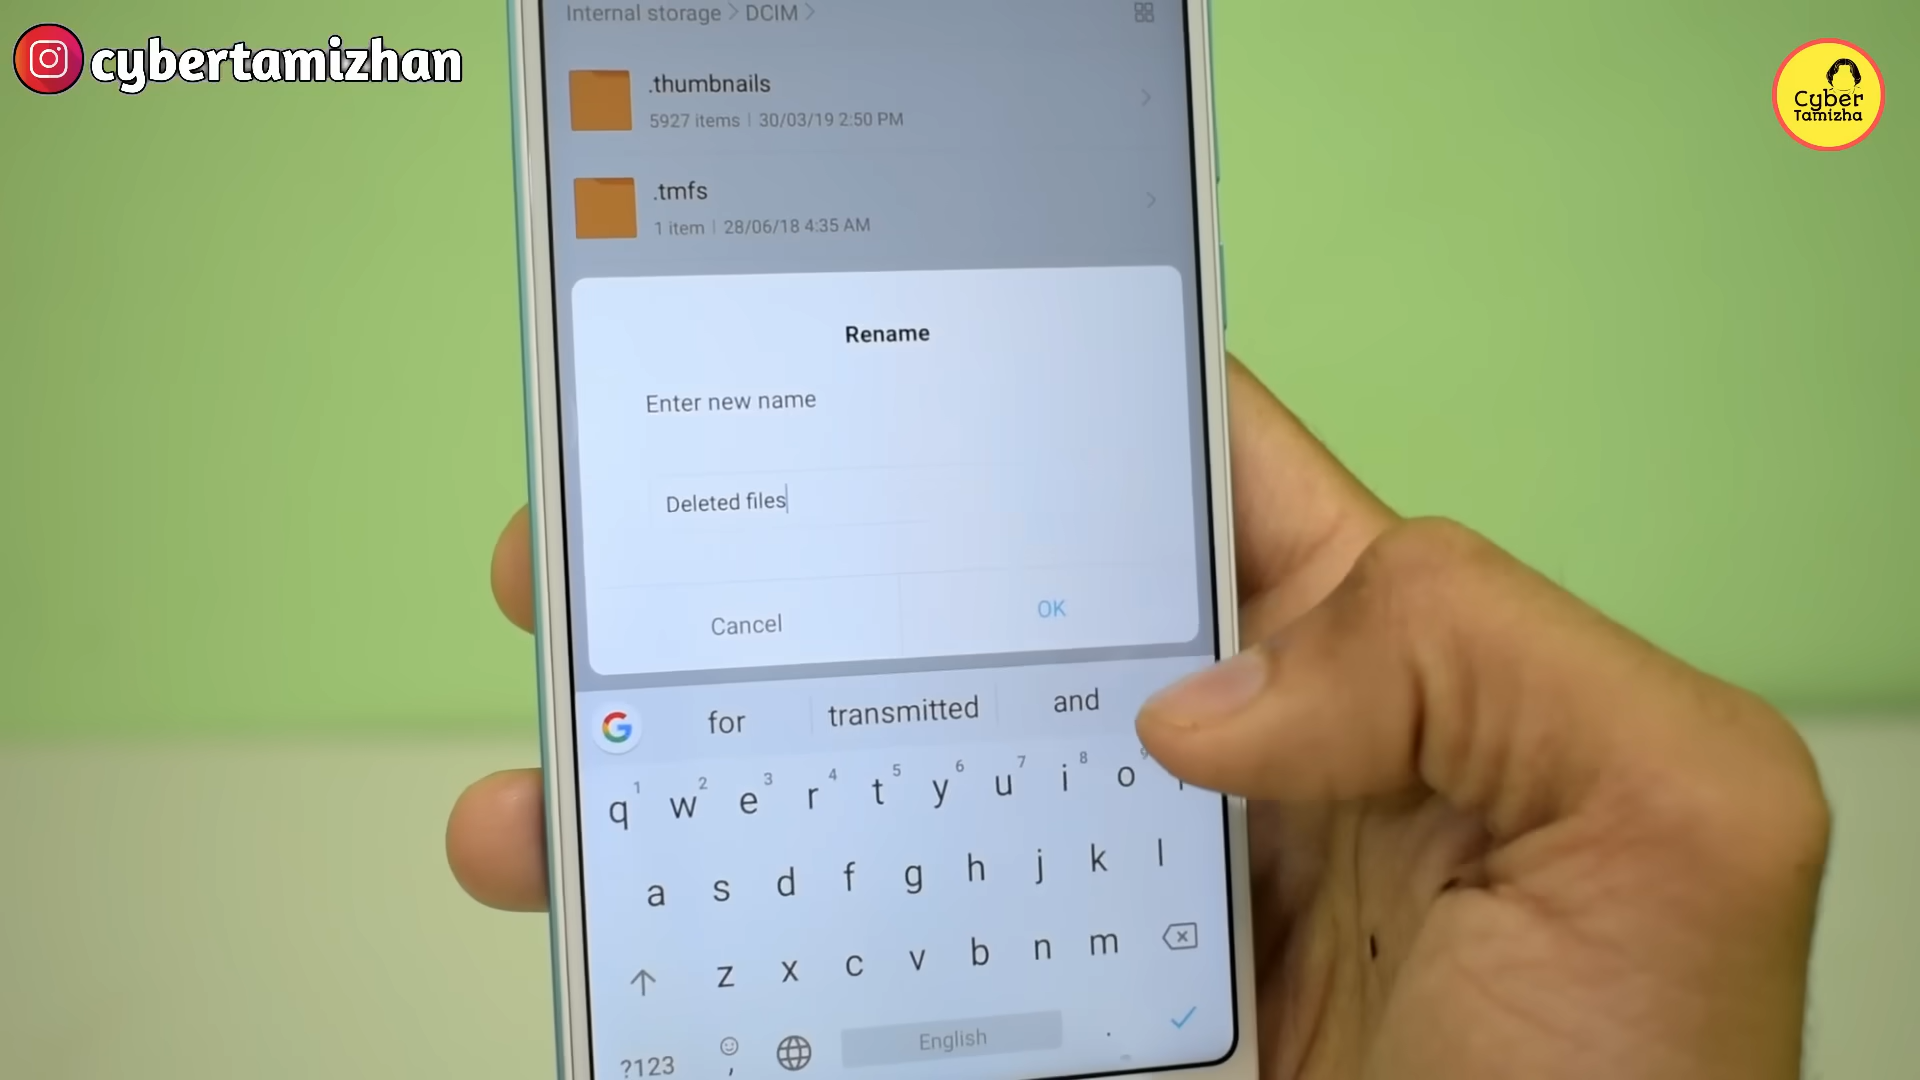 cybertamizhan
Cyber
Tamizha
Internal storage > DCIM >
.thumbnails
5927 items | 30/03/19 2:50 PM
.tmfs
1 item | 28/06/18 4:35 AM
Rename
Enter new name
Deleted files
Cancel OK
G for transmitted and
1 2 3 4 5 6 7 8 9
q w e r t y u i o
a s d f g h j k l
z x c v b n m
?123 , English .